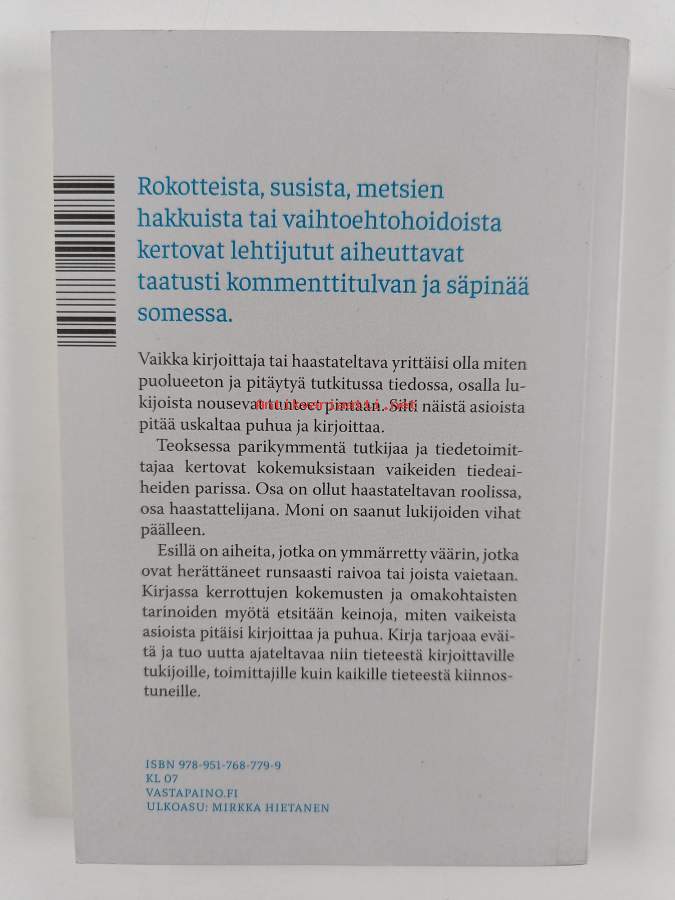 Rokotteista, susista, metsien
hakkuista tai vaihtoehtohoidoista
kertovat lehtijutut aiheuttavat
taatusti kommenttitulvan ja säpinää
somessa.
Vaikka kirjoittaja tai haastateltava yrittäisi olla miten
puolueeton ja pitäytyä tutkitussa tiedossa, osalla lu-
kijoista nousevat tunteet pintaan. Silti näistä asioista
pitää uskaltaa puhua ja kirjoittaa.
Teoksessa parikymmentä tutkijaa ja tiedetoimit-
tajaa kertovat kokemuksistaan vaikeiden tiedeai-
heiden parissa. Osa on ollut haastateltavan roolissa,
osa haastattelijana. Moni on saanut lukijoiden vihat
päälleen.
Esillä on aiheita, jotka on ymmärretty väärin, jotka
ovat herättäneet runsaasti raivoa tai joista vaietaan.
Kirjassa kerrottujen kokemusten ja omakohtaisten
tarinoiden myötä etsitään keinoja, miten vaikeista
asioista pitäisi kirjoittaa ja puhua. Kirja tarjoaa eväi-
tä ja tuo uutta ajateltavaa niin tieteestä kirjoittaville
tukijoille, toimittajille kuin kaikille tieteestä kiinnos-
tuneille.
ISBN 978-951-768-779-9
KL 07
VASTAPAINO.FI
ULKOASU: MIRKKA HIETANEN